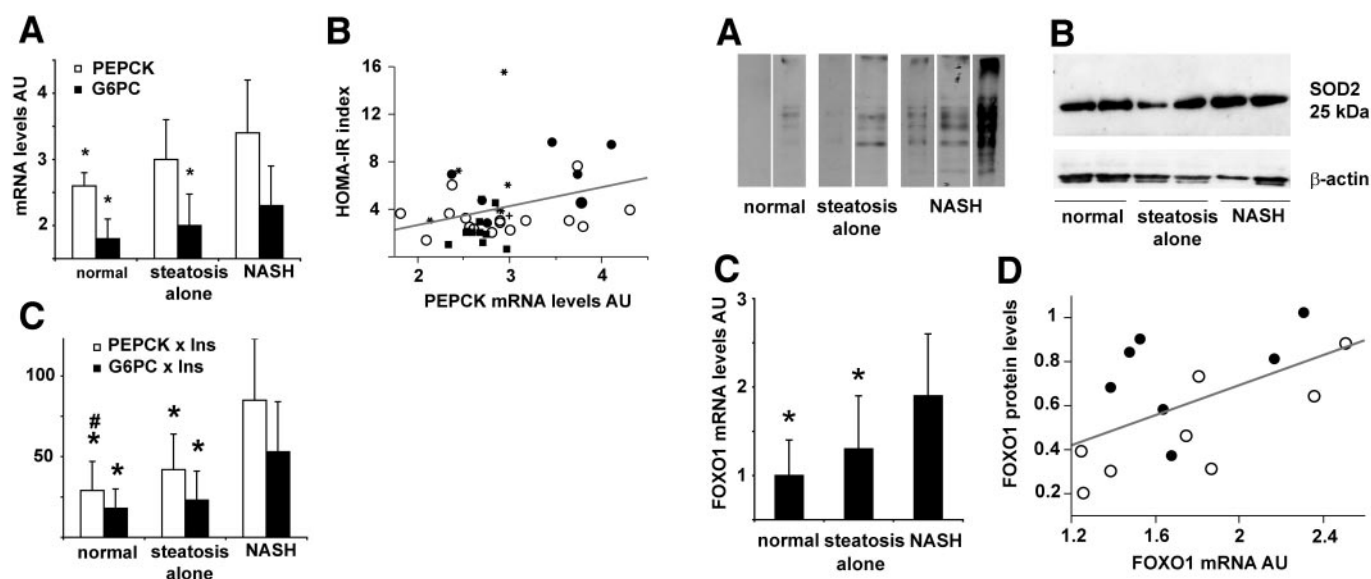 A
PEPCK
G6PC
mRNA levels AU
4
3
2
*
*
*
normal
steatosis
alone
NASH
B
HOMA-IR index
16
12
8
4
2
3
4
PEPCK mRNA levels AU
*
*
*
*
*
+
C
PEPCK x Ins
G6PC x Ins
100
50
#
*
*
*
*
normal
steatosis
alone
NASH
A
normal
steatosis
alone
NASH
B
SOD2
25 kDa
β-actin
normal
steatosis
alone
NASH
C
FOXO1 mRNA levels AU
3
2
1
*
*
normal
steatosis
alone
NASH
D
FOXO1 protein levels
1
0.8
0.6
0.4
0.2
1.2
1.6
2
2.4
FOXO1 mRNA AU